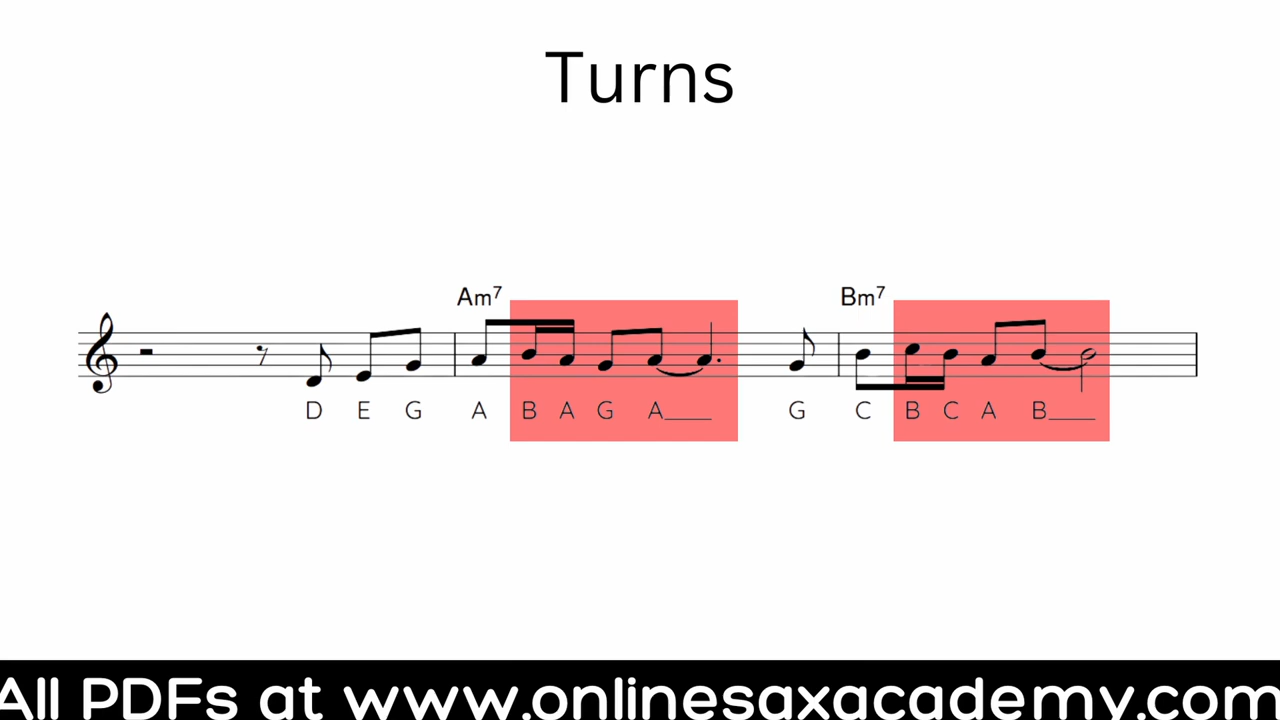 Turns
Am7 Bm7
D E G A B A G A___ G C B C A B___
All PDFs at www.onlinesaxacademy.com